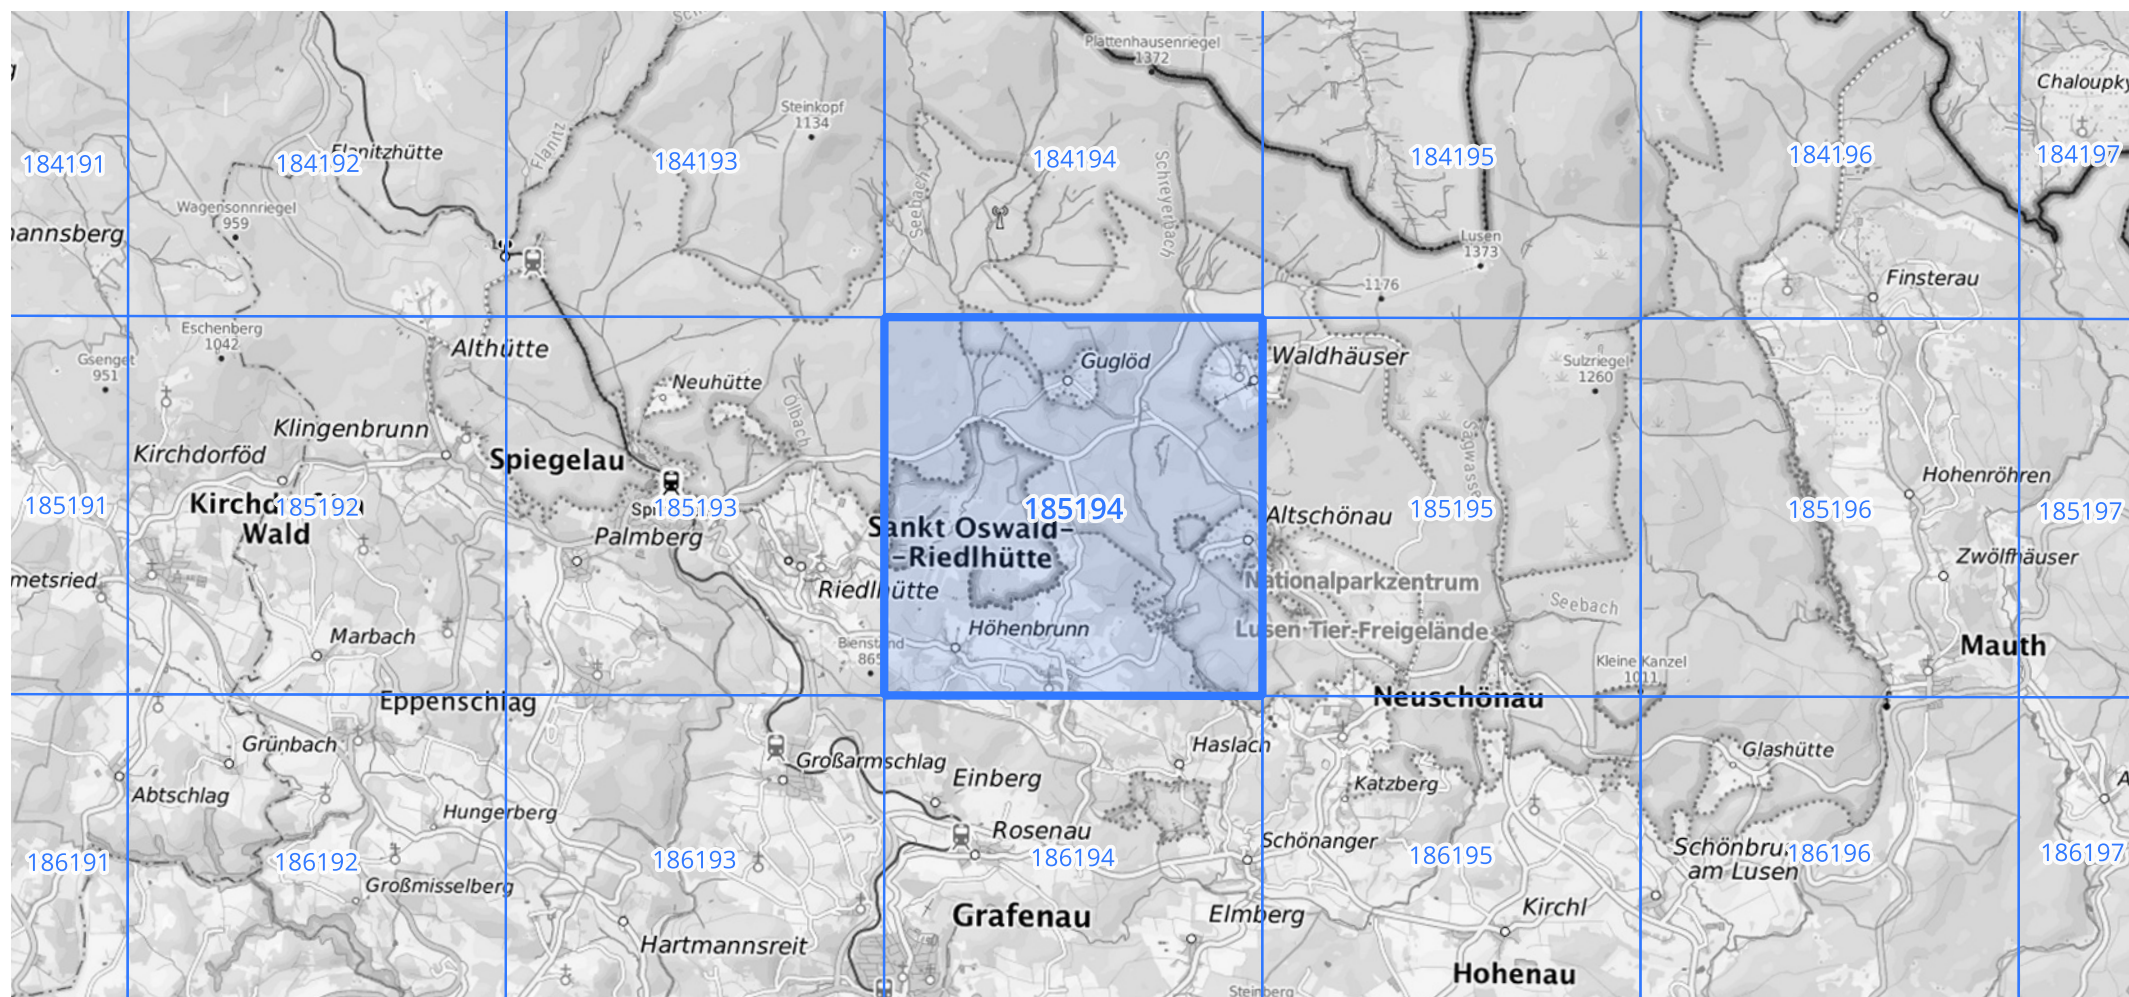 Plattenhausenriegel
1372
Chaloupky
Steinkopf
1134
Flanitz
Flanitzhütte
184191
184192
184193
184194
184195
184196
184197
Seebach
Schreyerbach
Wagensonnriegel
959
Lusen
1373
1176
Finsterau
Eschenberg
1042
Gsenget
951
Althütte
Neuhütte
Ölbach
Guglöd
Waldhäuser
Sulzriegel
1260
Klingenbrunn
Kirchdorföd
Spiegelau
Hohenröhren
185191
185192
185193
185194
185195
185196
185197
Wald
Palmberg
Sankt Oswald-
-Riedlhütte
Altschönau
Zwölfhäuser
Riedlhütte
Nationalparkzentrum
Lusen Tier-Freigelände
Seebach
Marbach
Höhenbrunn
Bienstand
Kleine Kanzel
1011
Mauth
Eppenschlag
Neuschönau
Grünbach
Großarmschlag
Einberg
Haslach
Katzberg
Glashütte
Abtschlag
Hungerberg
Rosenau
Schönanger
am Lusen
186191
186192
186193
186194
186195
186196
186197
Großmisselberg
Hartmannsreit
Grafenau
Elmberg
Kirchl
Hohenau
Steinberg